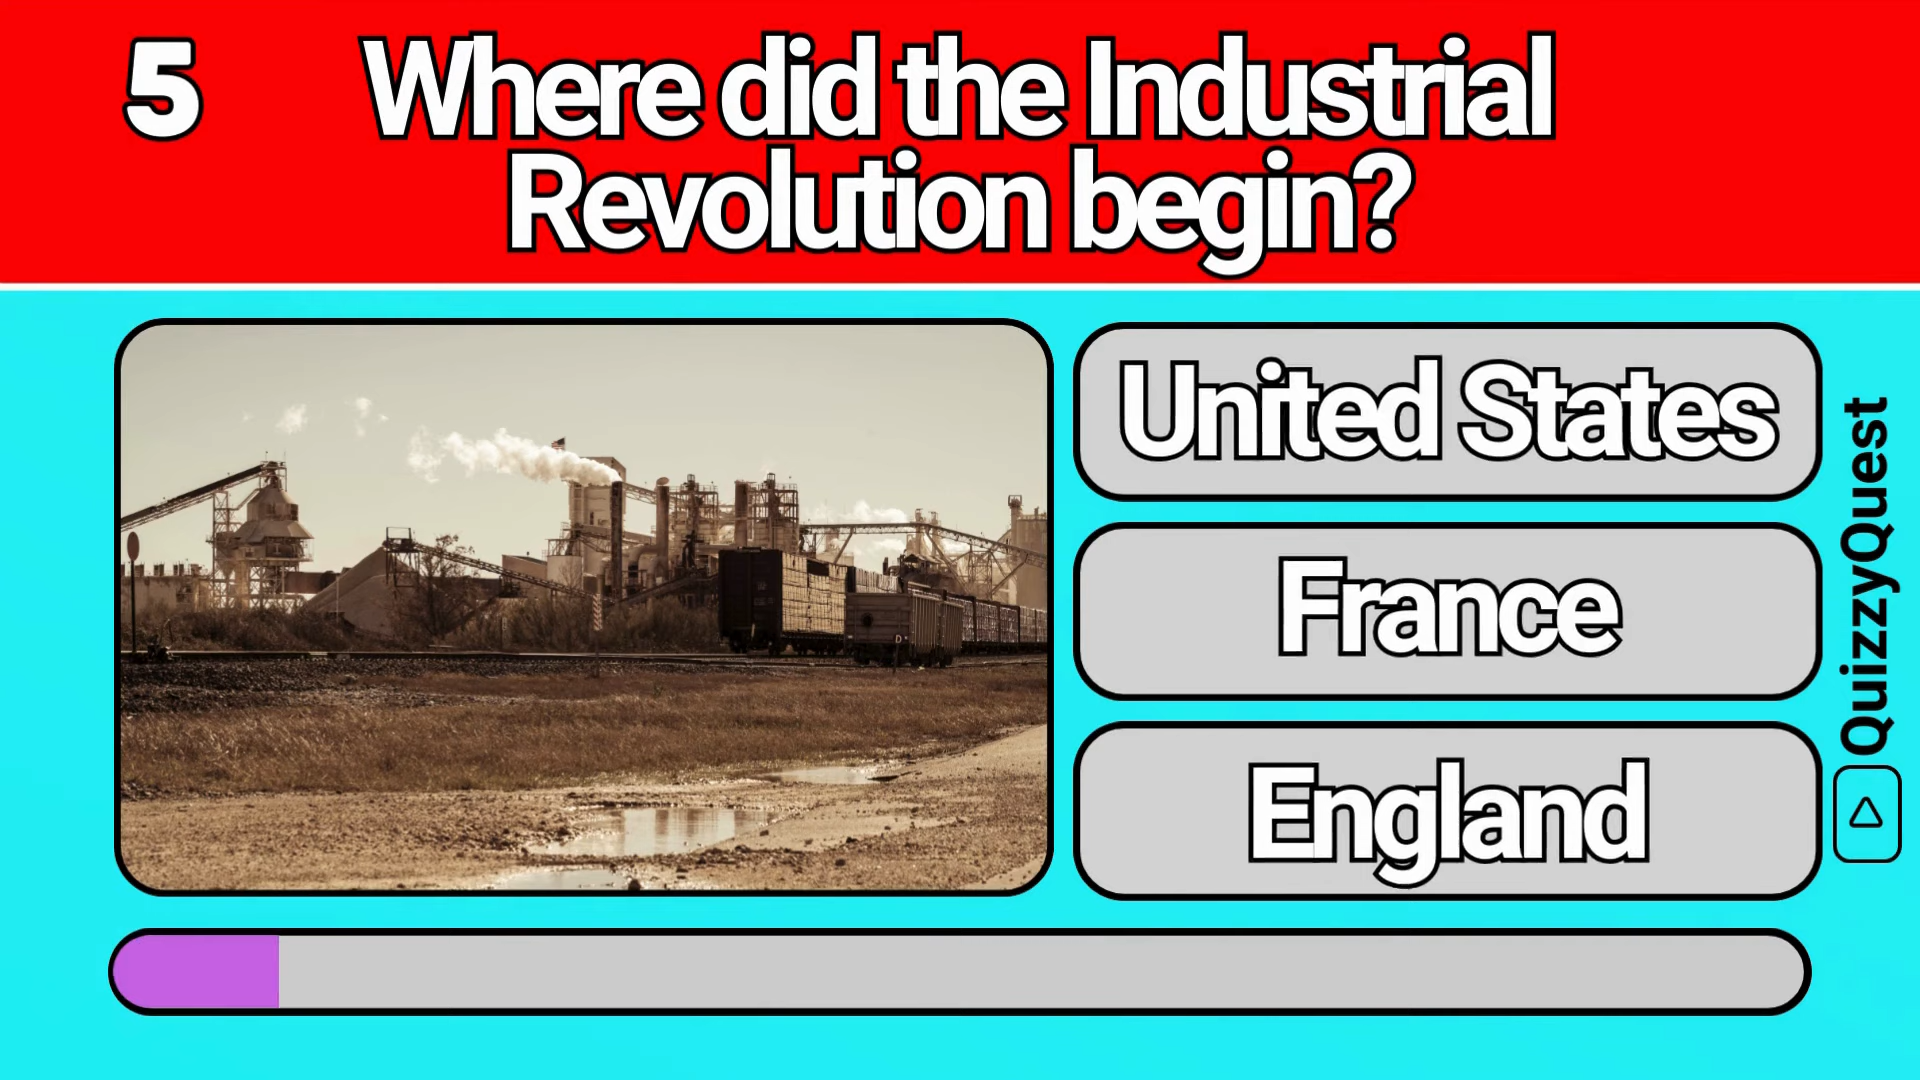 5
Where did the Industrial
Revolution begin?
United States
France
England
QuizzyQuest